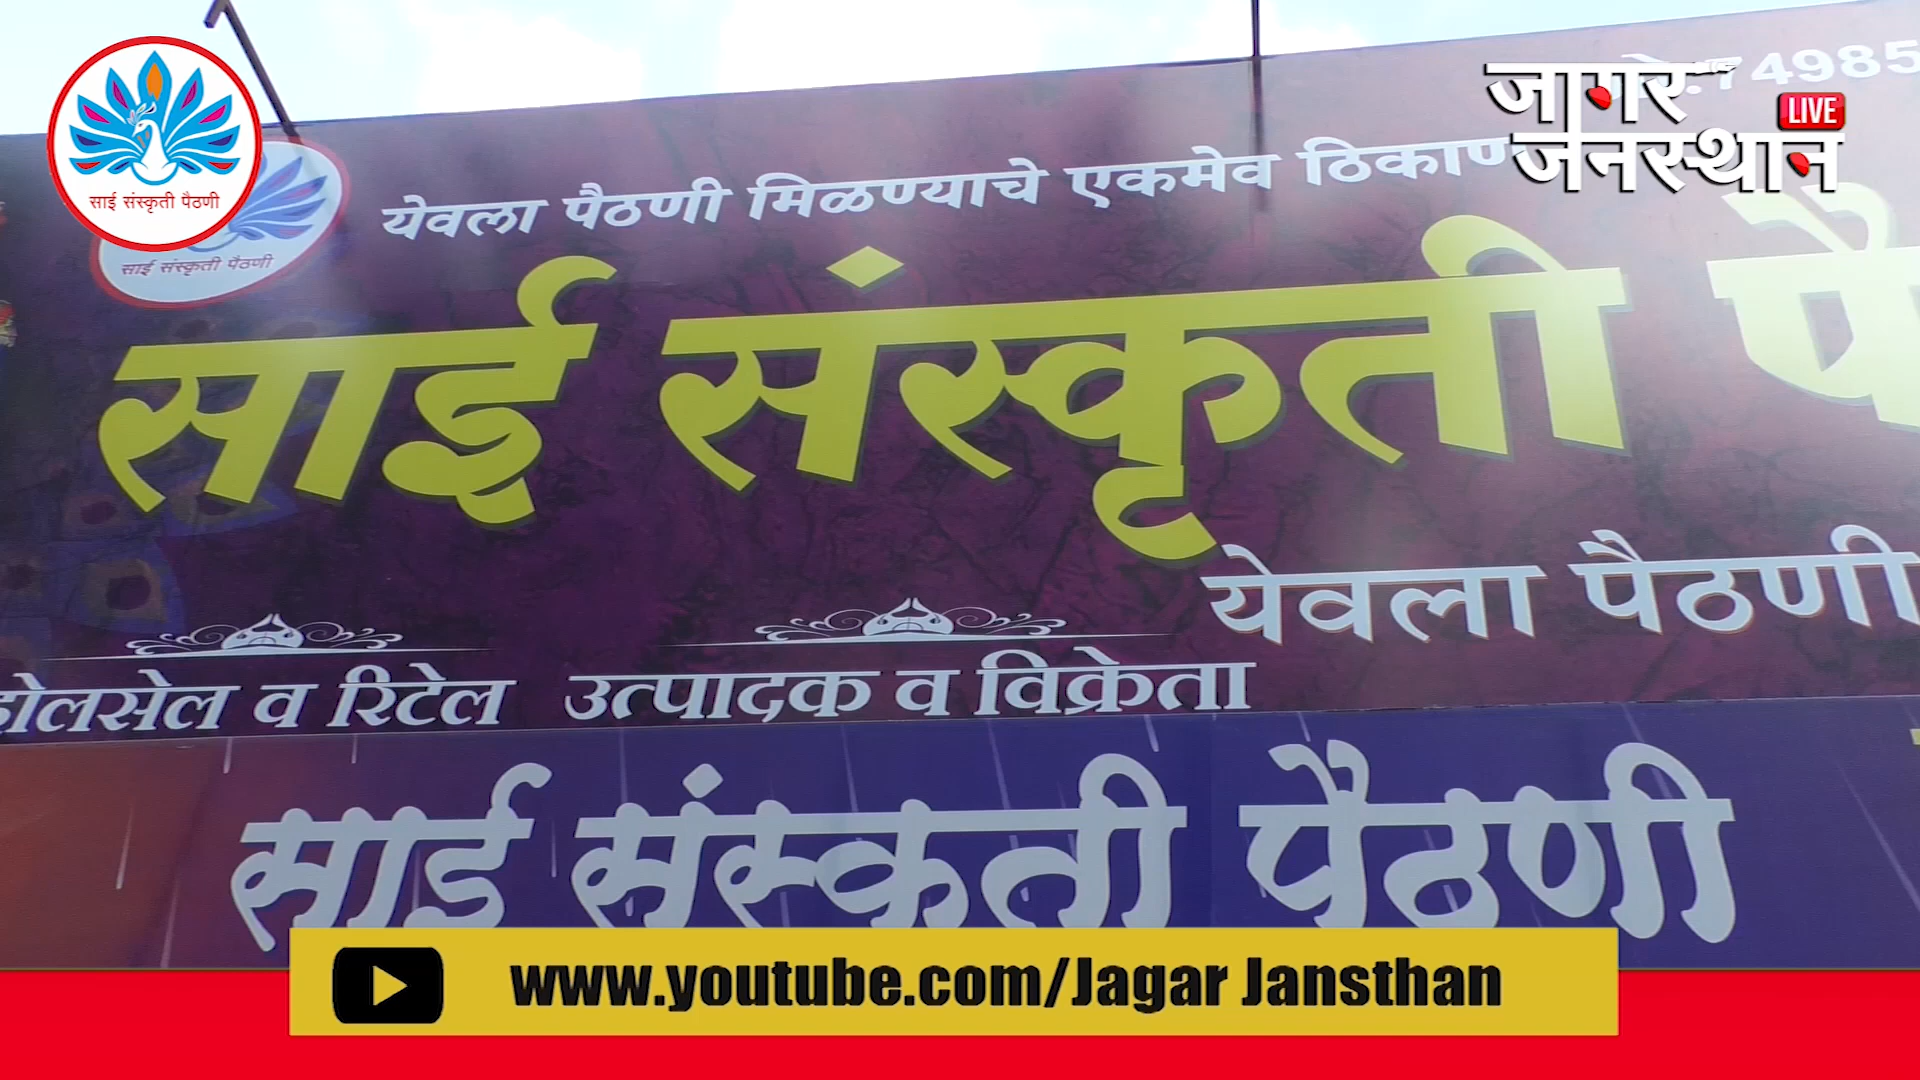 साई संस्कृती पैठणी
साई संस्कृती पैठणी
74985
जागर
LIVE
जनस्थान
येवला पैठणी मिळण्याचे एकमेव ठिकाण
साई संस्कृती पै
येवला पैठणी
होलसेल व रिटेल उत्पादक व विक्रेता
साई संस्कृती पैठणी
www.youtube.com/Jagar Jansthan